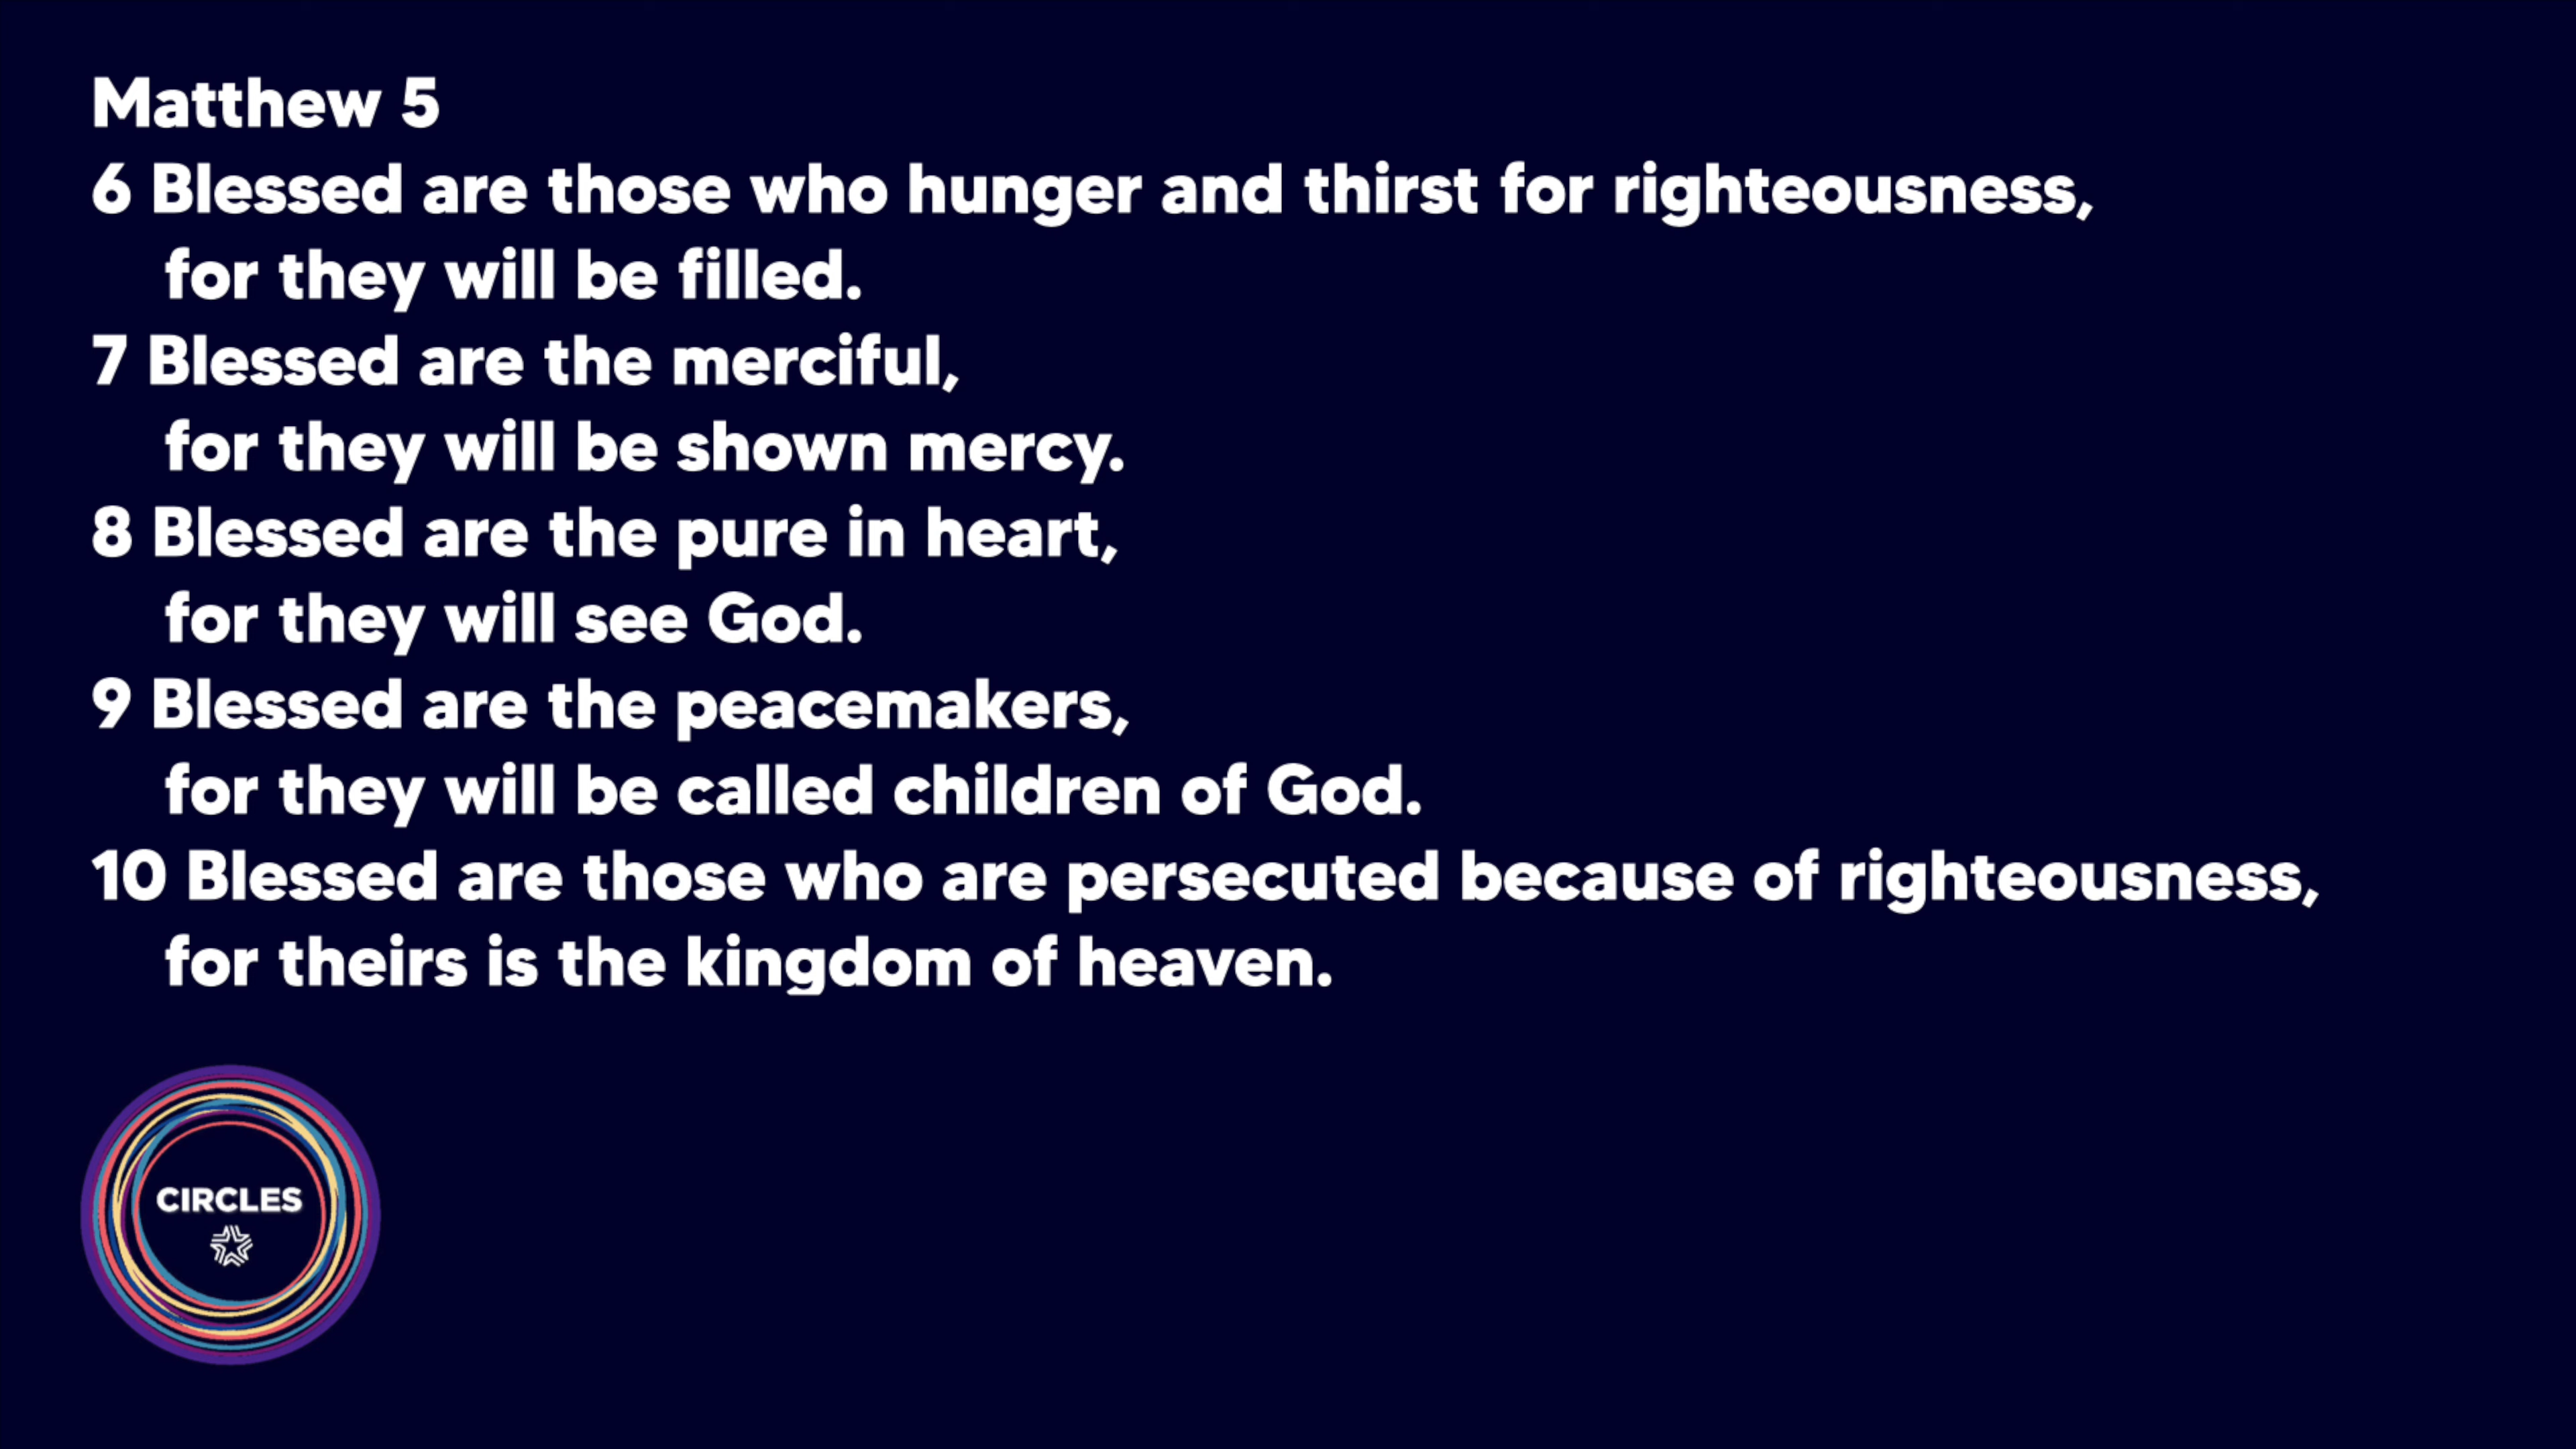 Matthew 5
6 Blessed are those who hunger and thirst for righteousness,
for they will be filled.
7 Blessed are the merciful,
for they will be shown mercy.
8 Blessed are the pure in heart,
for they will see God.
9 Blessed are the peacemakers,
for they will be called children of God.
10 Blessed are those who are persecuted because of righteousness,
for theirs is the kingdom of heaven.
CIRCLES